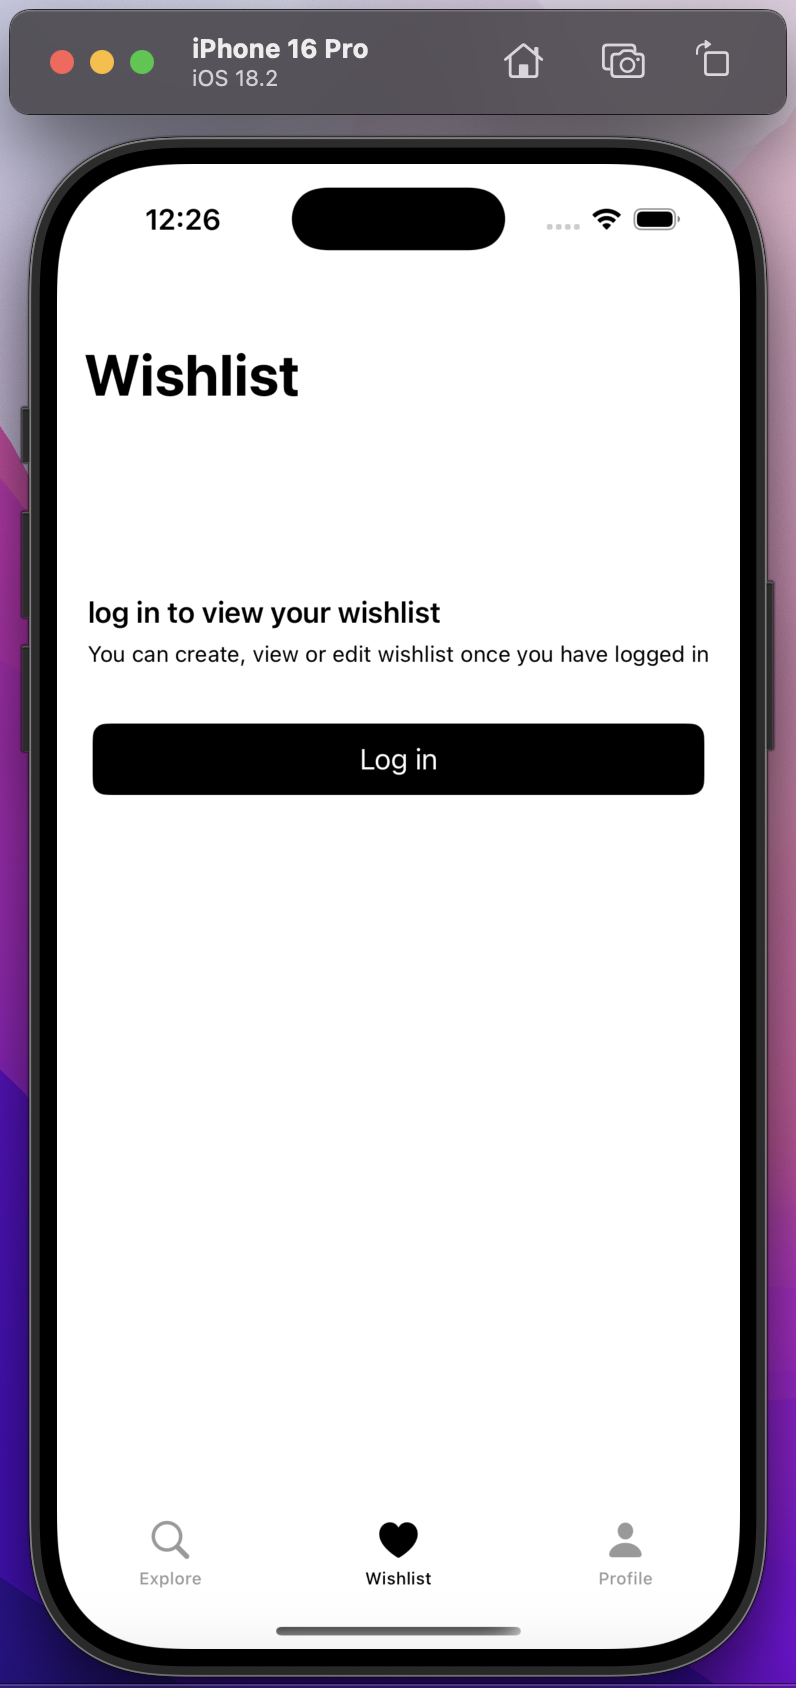 iPhone 16 Pro
iOS 18.2
12:26
Wishlist
log in to view your wishlist
You can create, view or edit wishlist once you have logged in
Log in
Explore
Wishlist
Profile